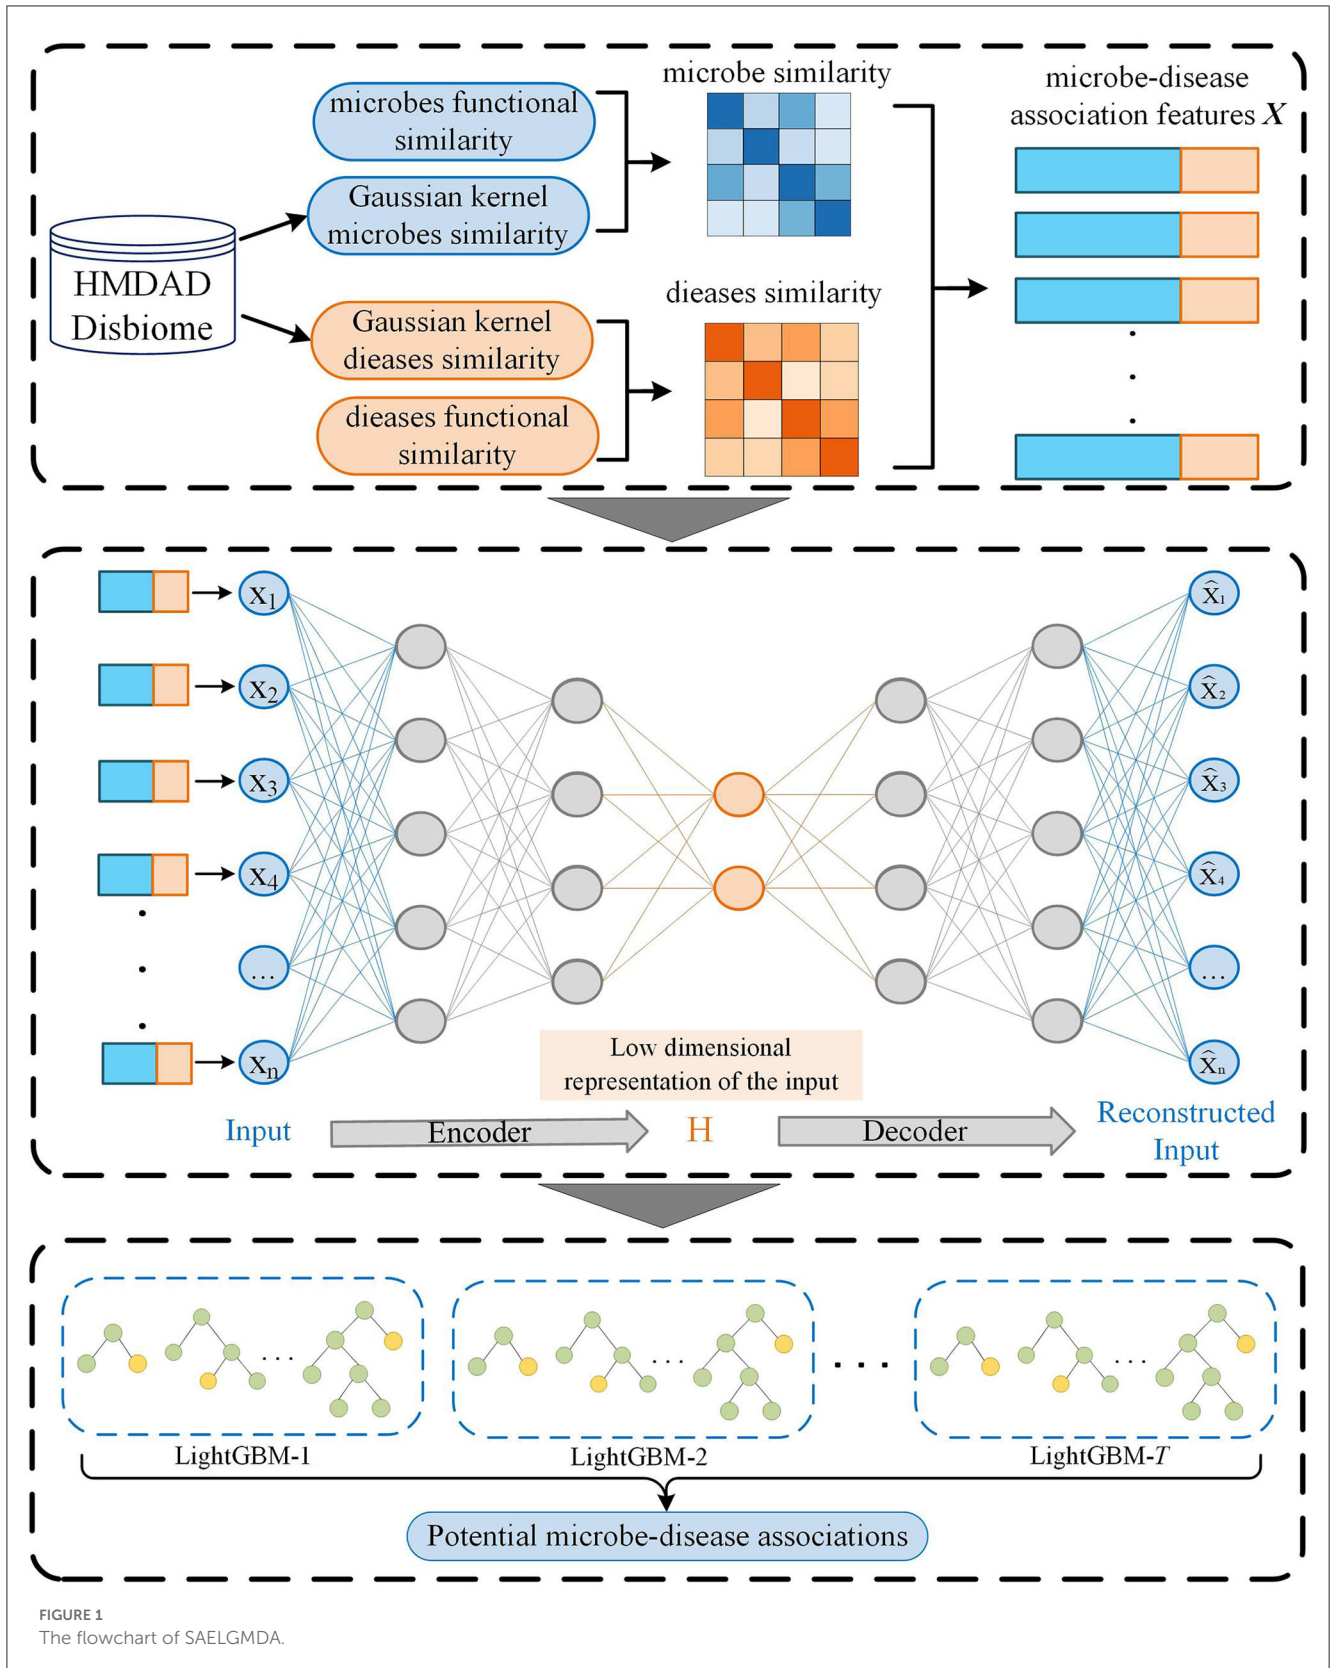 microbes functional
similarity
Gaussian kernel
microbes similarity
HMDAD
Disbiome
Gaussian kernel
dieases similarity
dieases functional
similarity
microbe similarity
dieases similarity
microbe-disease
association features X
X1
X2
X3
X4
...
Xn
X̂1
X̂2
X̂3
X̂4
...
X̂n
Low dimensional
representation of the input
Input
Encoder
H
Decoder
Reconstructed
Input
LightGBM-1
LightGBM-2
LightGBM-T
Potential microbe-disease associations
FIGURE 1
The flowchart of SAELGMDA.